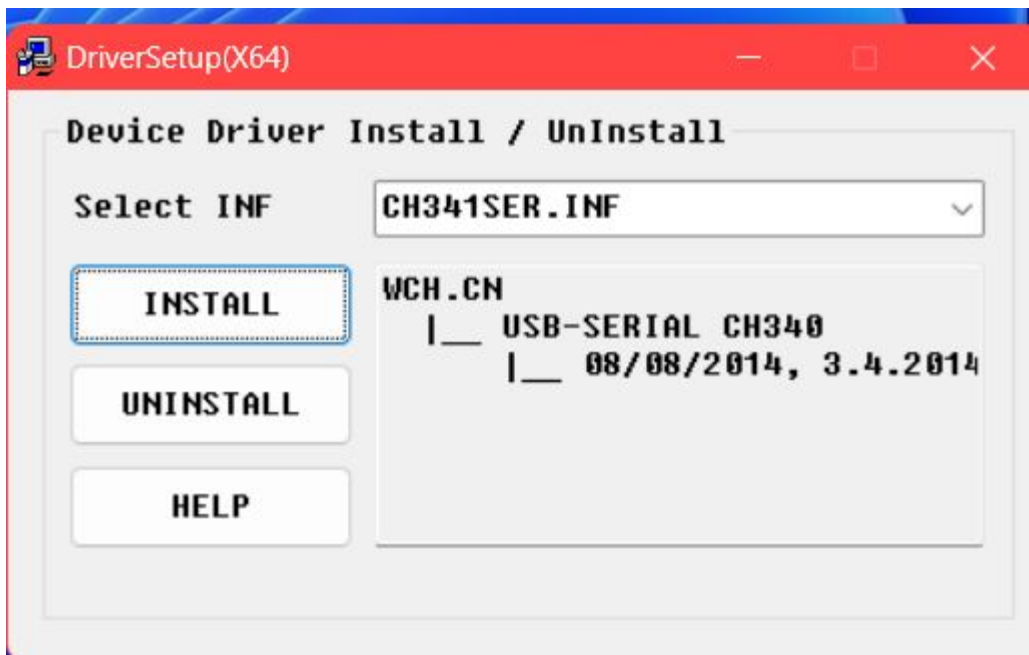 DriverSetup(X64)
Device Driver Install / UnInstall
Select INF
CH341SER.INF
INSTALL
WCH.CN
|__ USB-SERIAL CH340
|__ 08/08/2014, 3.4.2014
UNINSTALL
HELP